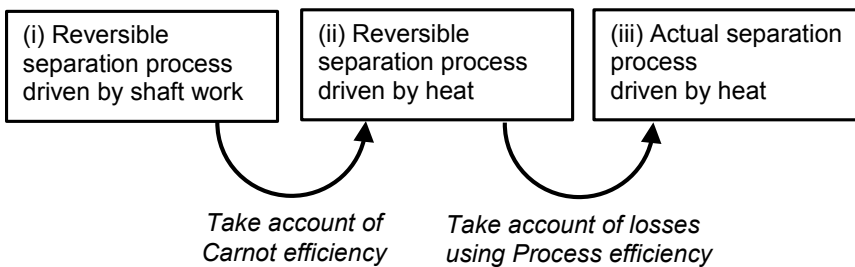 (i) Reversible
separation process
driven by shaft work
(ii) Reversible
separation process
driven by heat
(iii) Actual separation
process
driven by heat
Take account of
Carnot efficiency
Take account of losses
using Process efficiency